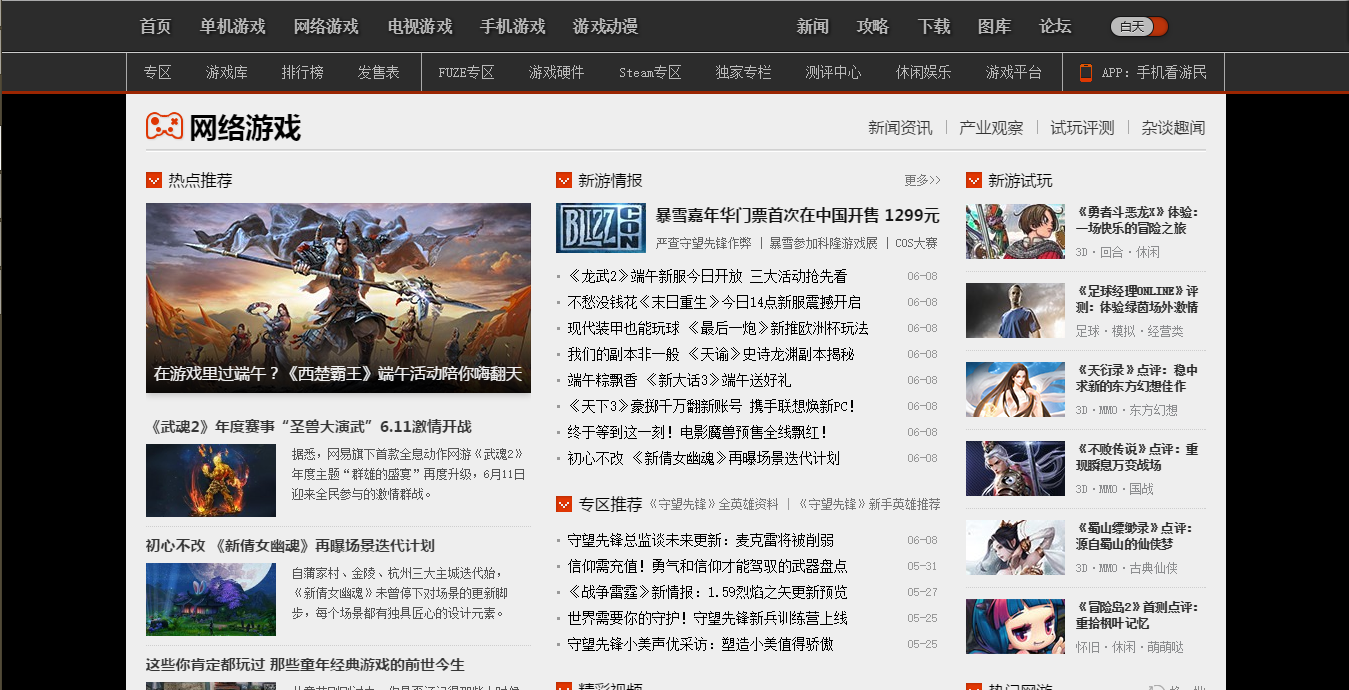 首页 单机游戏 网络游戏 电视游戏 手机游戏 游戏动漫 新闻 攻略 下载 图库 论坛 白天
专区 游戏库 排行榜 发售表 FUZE专区 游戏硬件 Steam专区 独家专栏 测评中心 休闲娱乐 游戏平台 APP：手机看游民
网络游戏
新闻资讯 | 产业观察 | 试玩评测 | 杂谈趣闻
热点推荐
在游戏里过端午？《西楚霸王》端午活动陪你嗨翻天
《武魂2》年度赛事“圣兽大演武”6.11激情开战
据悉，网易旗下首款全息动作网游《武魂2》
年度主题“群雄的盛宴”再度升级，6月11日
迎来全民参与的激情群战。
初心不改 《新倩女幽魂》再曝场景迭代计划
自蒲家村、金陵、杭州三大主城迭代始，
《新倩女幽魂》未曾停下对场景的更新脚
步，每个场景都有独具匠心的设计元素。
这些你肯定都玩过 那些童年经典游戏的前世今生
新游情报 更多>>
BLIZZ
CON
暴雪嘉年华门票首次在中国开售 1299元
严查守望先锋作弊 | 暴雪参加科隆游戏展 | COS大赛
《龙武2》端午新服今日开放 三大活动抢先看 06-08
不愁没钱花《末日重生》今日14点新服震撼开启 06-08
现代装甲也能玩球 《最后一炮》新推欧洲杯玩法 06-08
我们的副本非一般 《天谕》史诗龙渊副本揭秘 06-08
端午粽飘香 《新大话3》端午送好礼 06-08
《天下3》豪掷千万翻新账号 携手联想焕新PC！ 06-08
终于等到这一刻！电影魔兽预售全线飘红！ 06-08
初心不改 《新倩女幽魂》再曝场景迭代计划 06-08
专区推荐 《守望先锋》全英雄资料 | 《守望先锋》新手英雄推荐
守望先锋总监谈未来更新：麦克雷将被削弱 06-08
信仰需充值！勇气和信仰才能驾驭的武器盘点 05-31
《战争雷霆》新情报：1.59烈焰之矢更新预览 05-27
世界需要你的守护！守望先锋新兵训练营上线 05-25
守望先锋小美声优采访：塑造小美值得骄傲 05-25
精彩视频
新游试玩
《勇者斗恶龙X》体验：
一场快乐的冒险之旅
3D·回合·休闲
《足球经理ONLINE》评
测：体验绿茵场外激情
足球·模拟·经营类
《天衍录》点评：稳中
求新的东方幻想佳作
3D·MMO·东方幻想
《不败传说》点评：重
现瞬息万变战场
3D·MMO·国战
《蜀山缥缈录》点评：
源自蜀山的仙侠梦
3D·MMO·古典仙侠
《冒险岛2》首测点评：
重拾枫叶记忆
怀旧·休闲·萌萌哒
热门网游